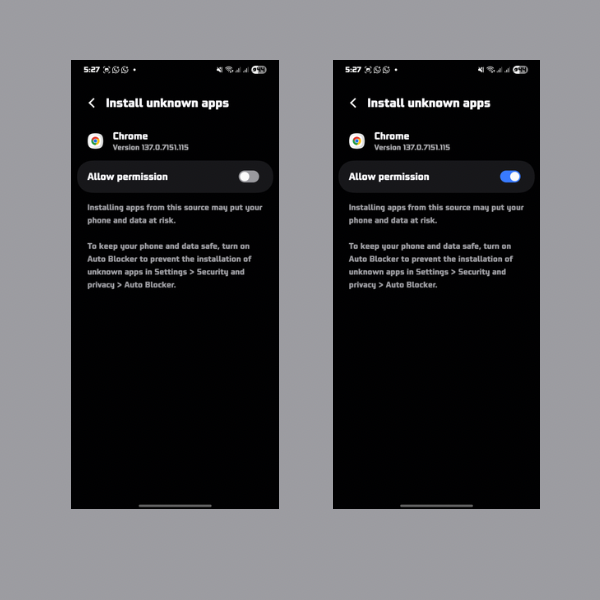 5:27
Install unknown apps
Chrome
Version 137.0.7151.115
Allow permission
Installing apps from this source may put your
phone and data at risk.
To keep your phone and data safe, turn on
Auto Blocker to prevent the installation of
unknown apps in Settings > Security and
privacy > Auto Blocker.
5:27
Install unknown apps
Chrome
Version 137.0.7151.115
Allow permission
Installing apps from this source may put your
phone and data at risk.
To keep your phone and data safe, turn on
Auto Blocker to prevent the installation of
unknown apps in Settings > Security and
privacy > Auto Blocker.